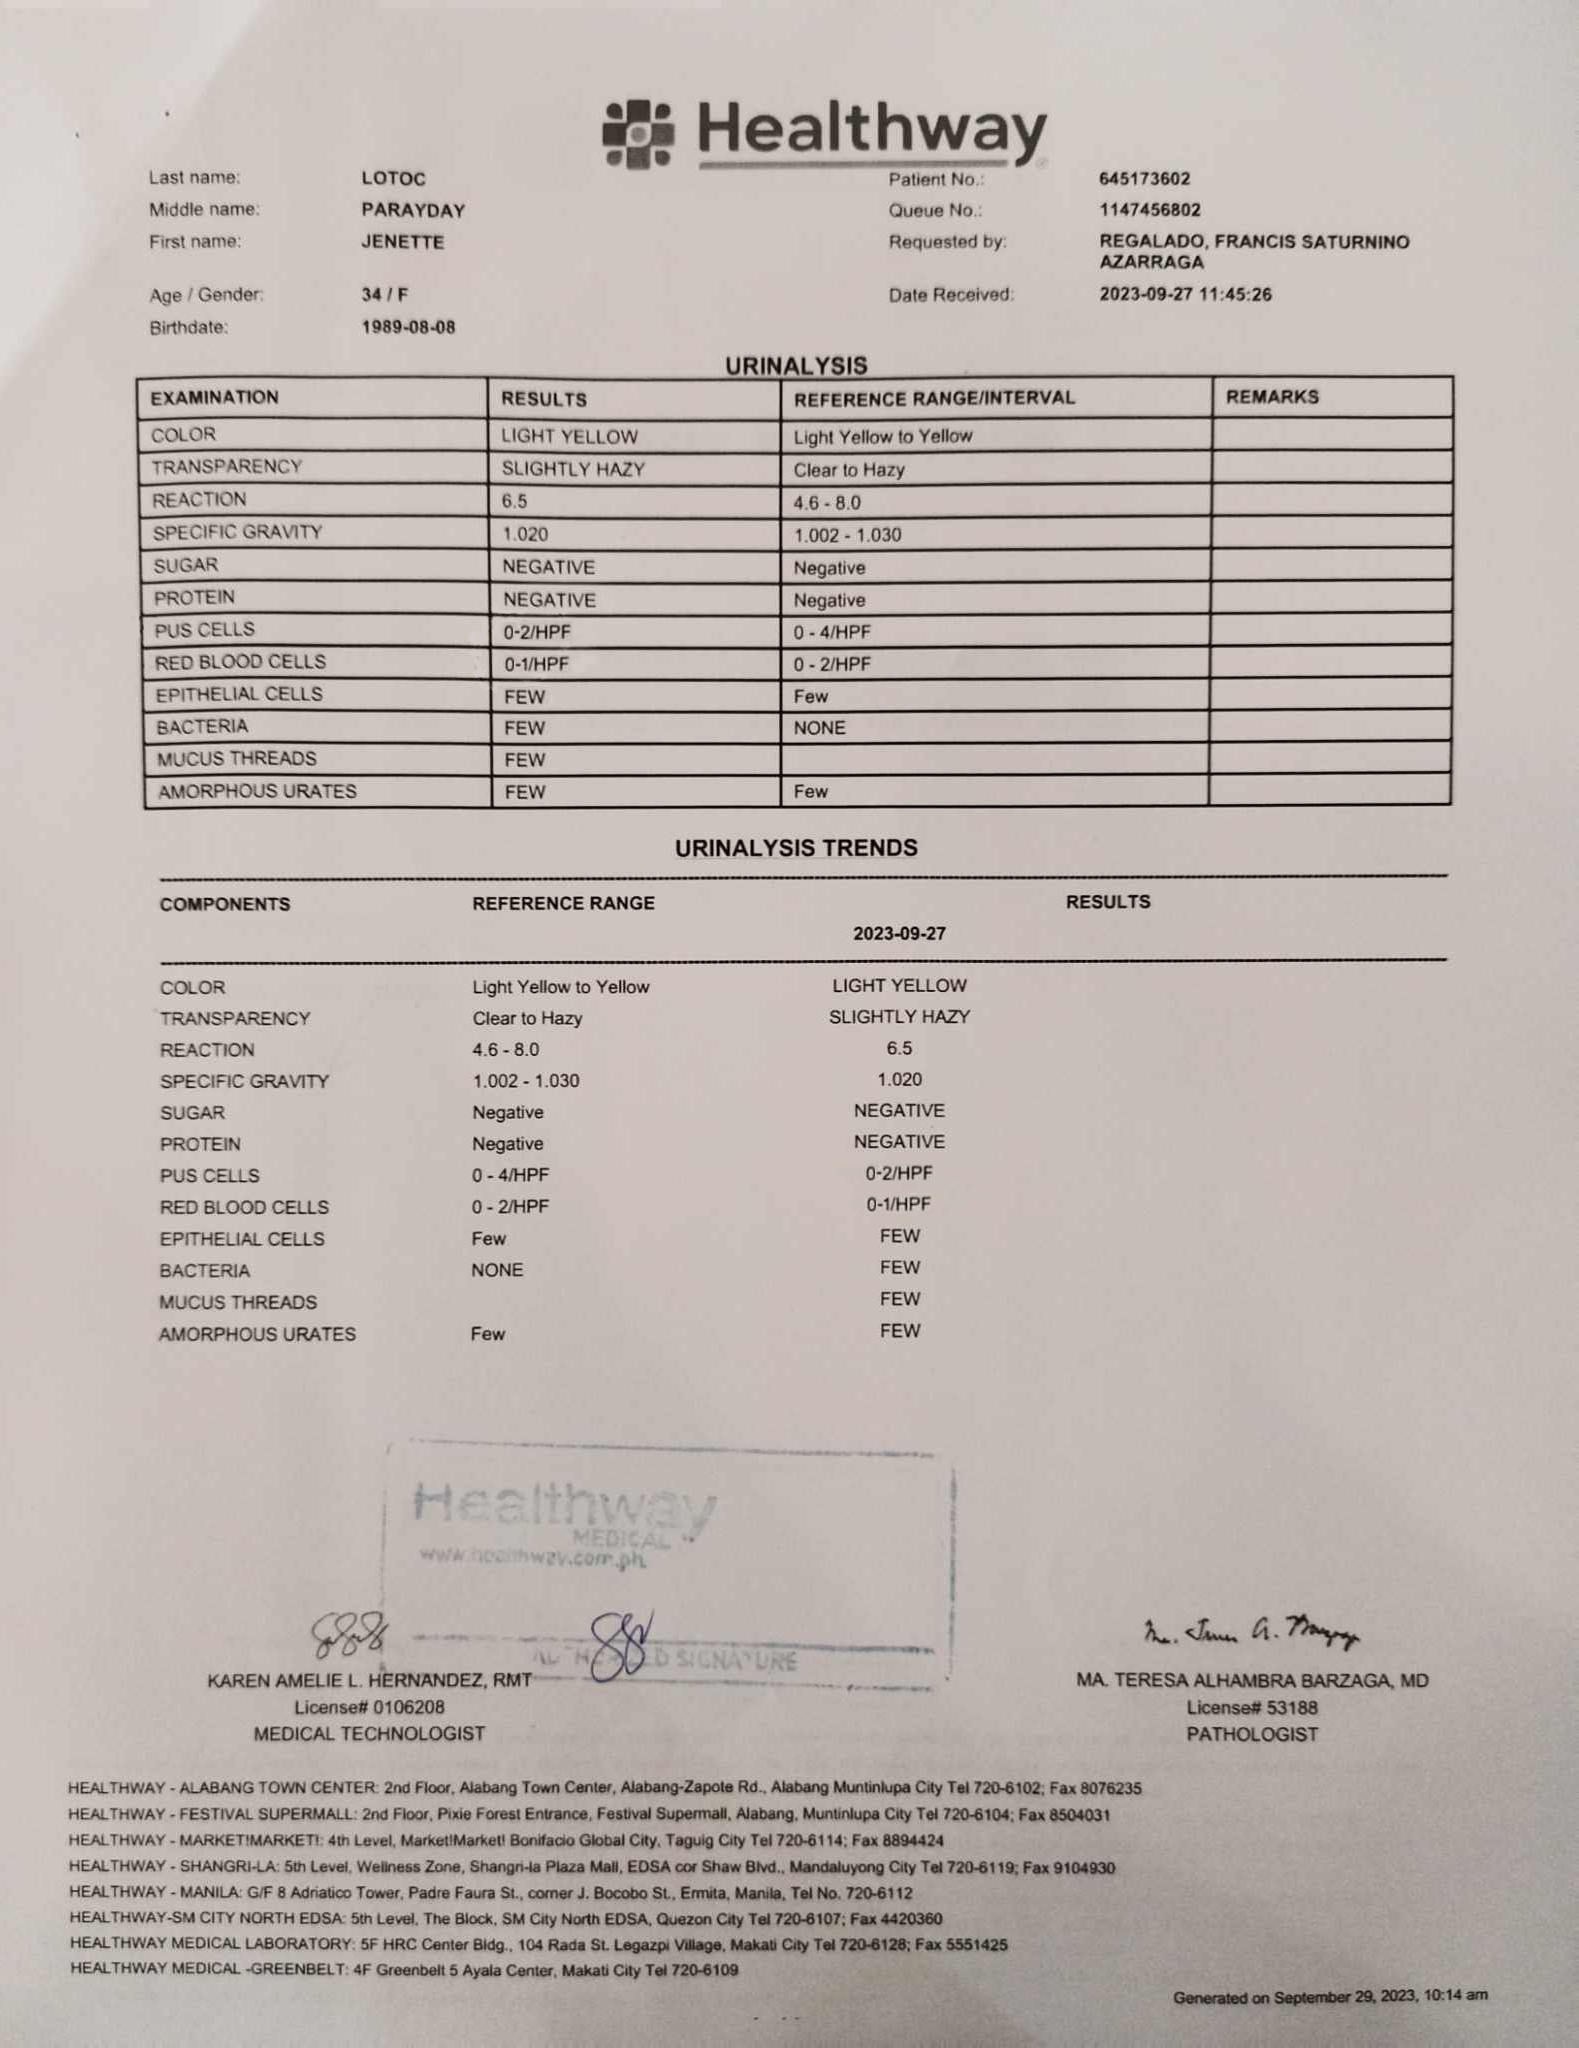 Healthway
Last name: LOTOC Patient No.: 645173602
Middle name: PARAYDAY Queue No.: 1147456802
First name: JENETTE Requested by: REGALADO, FRANCIS SATURNINO
AZARRAGA
Age / Gender: 34 / F Date Received: 2023-09-27 11:45:26
Birthdate: 1989-08-08
URINALYSIS
EXAMINATION RESULTS REFERENCE RANGE/INTERVAL REMARKS
COLOR LIGHT YELLOW Light Yellow to Yellow
TRANSPARENCY SLIGHTLY HAZY Clear to Hazy
REACTION 6.5 4.6 - 8.0
SPECIFIC GRAVITY 1.020 1.002 - 1.030
SUGAR NEGATIVE Negative
PROTEIN NEGATIVE Negative
PUS CELLS 0-2/HPF 0 - 4/HPF
RED BLOOD CELLS 0-1/HPF 0 - 2/HPF
EPITHELIAL CELLS FEW Few
BACTERIA FEW NONE
MUCUS THREADS FEW
AMORPHOUS URATES FEW Few
URINALYSIS TRENDS
COMPONENTS REFERENCE RANGE RESULTS
2023-09-27
COLOR Light Yellow to Yellow LIGHT YELLOW
TRANSPARENCY Clear to Hazy SLIGHTLY HAZY
REACTION 4.6 - 8.0 6.5
SPECIFIC GRAVITY 1.002 - 1.030 1.020
SUGAR Negative NEGATIVE
PROTEIN Negative NEGATIVE
PUS CELLS 0 - 4/HPF 0-2/HPF
RED BLOOD CELLS 0 - 2/HPF 0-1/HPF
EPITHELIAL CELLS Few FEW
BACTERIA NONE FEW
MUCUS THREADS FEW
AMORPHOUS URATES Few FEW
Healthway
MEDICAL
www.healthway.com.ph
SIGNATURE
KAREN AMELIE L. HERNANDEZ, RMT MA. TERESA ALHAMBRA BARZAGA, MD
License# 0106208 License# 53188
MEDICAL TECHNOLOGIST PATHOLOGIST
HEALTHWAY - ALABANG TOWN CENTER: 2nd Floor, Alabang Town Center, Alabang-Zapote Rd., Alabang Muntinlupa City Tel 720-6102; Fax 8076235
HEALTHWAY - FESTIVAL SUPERMALL: 2nd Floor, Pixie Forest Entrance, Festival Supermall, Alabang, Muntinlupa City Tel 720-6104; Fax 8504031
HEALTHWAY - MARKET!MARKET!: 4th Level, Market!Market! Bonifacio Global City, Taguig City Tel 720-6114; Fax 8894424
HEALTHWAY - SHANGRI-LA: 5th Level, Wellness Zone, Shangri-la Plaza Mall, EDSA cor Shaw Blvd., Mandaluyong City Tel 720-6119; Fax 9104930
HEALTHWAY - MANILA: G/F 8 Adriatico Tower, Padre Faura St., corner J. Bocobo St., Ermita, Manila, Tel No. 720-6112
HEALTHWAY-SM CITY NORTH EDSA: 5th Level, The Block, SM City North EDSA, Quezon City Tel 720-6107; Fax 4420360
HEALTHWAY MEDICAL LABORATORY: 5F HRC Center Bldg., 104 Rada St. Legazpi Village, Makati City Tel 720-6128; Fax 5551425
HEALTHWAY MEDICAL -GREENBELT: 4F Greenbelt 5 Ayala Center, Makati City Tel 720-6109
Generated on September 29, 2023, 10:14 am